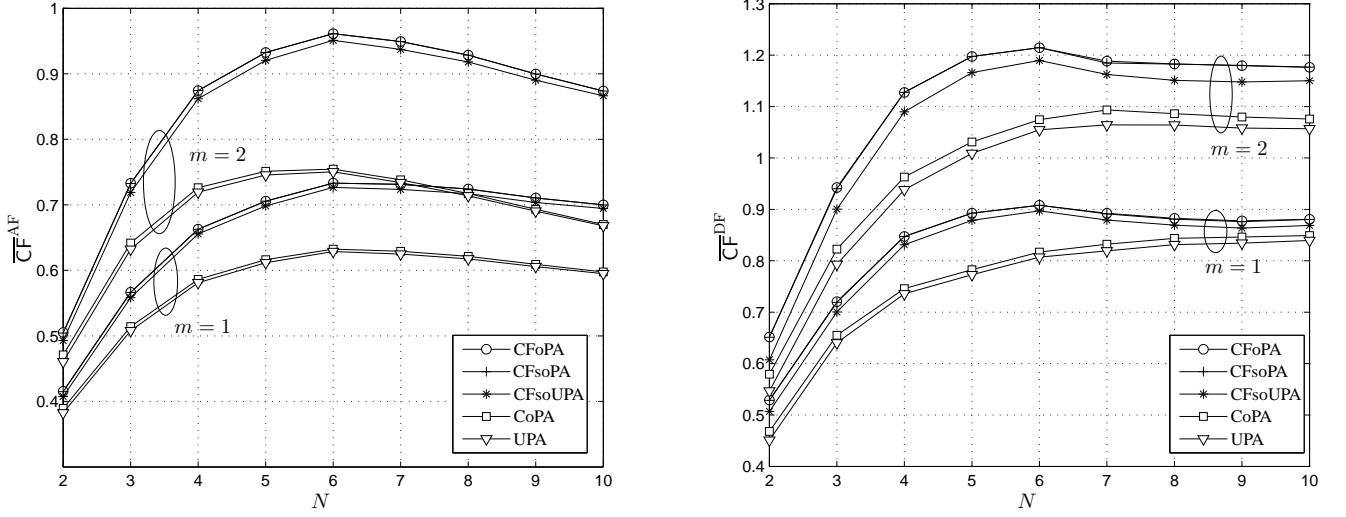 1
0.9
0.8
0.7
0.6
0.5
0.4
2 3 4 5 6 7 8 9 10
N
CF^AF
m = 2
m = 1
CFoPA
CFsoPA
CFsoUPA
CoPA
UPA
1.3
1.2
1.1
1
0.9
0.8
0.7
0.6
0.5
0.4
2 3 4 5 6 7 8 9 10
N
CF^DF
m = 2
m = 1
CFoPA
CFsoPA
CFsoUPA
CoPA
UPA